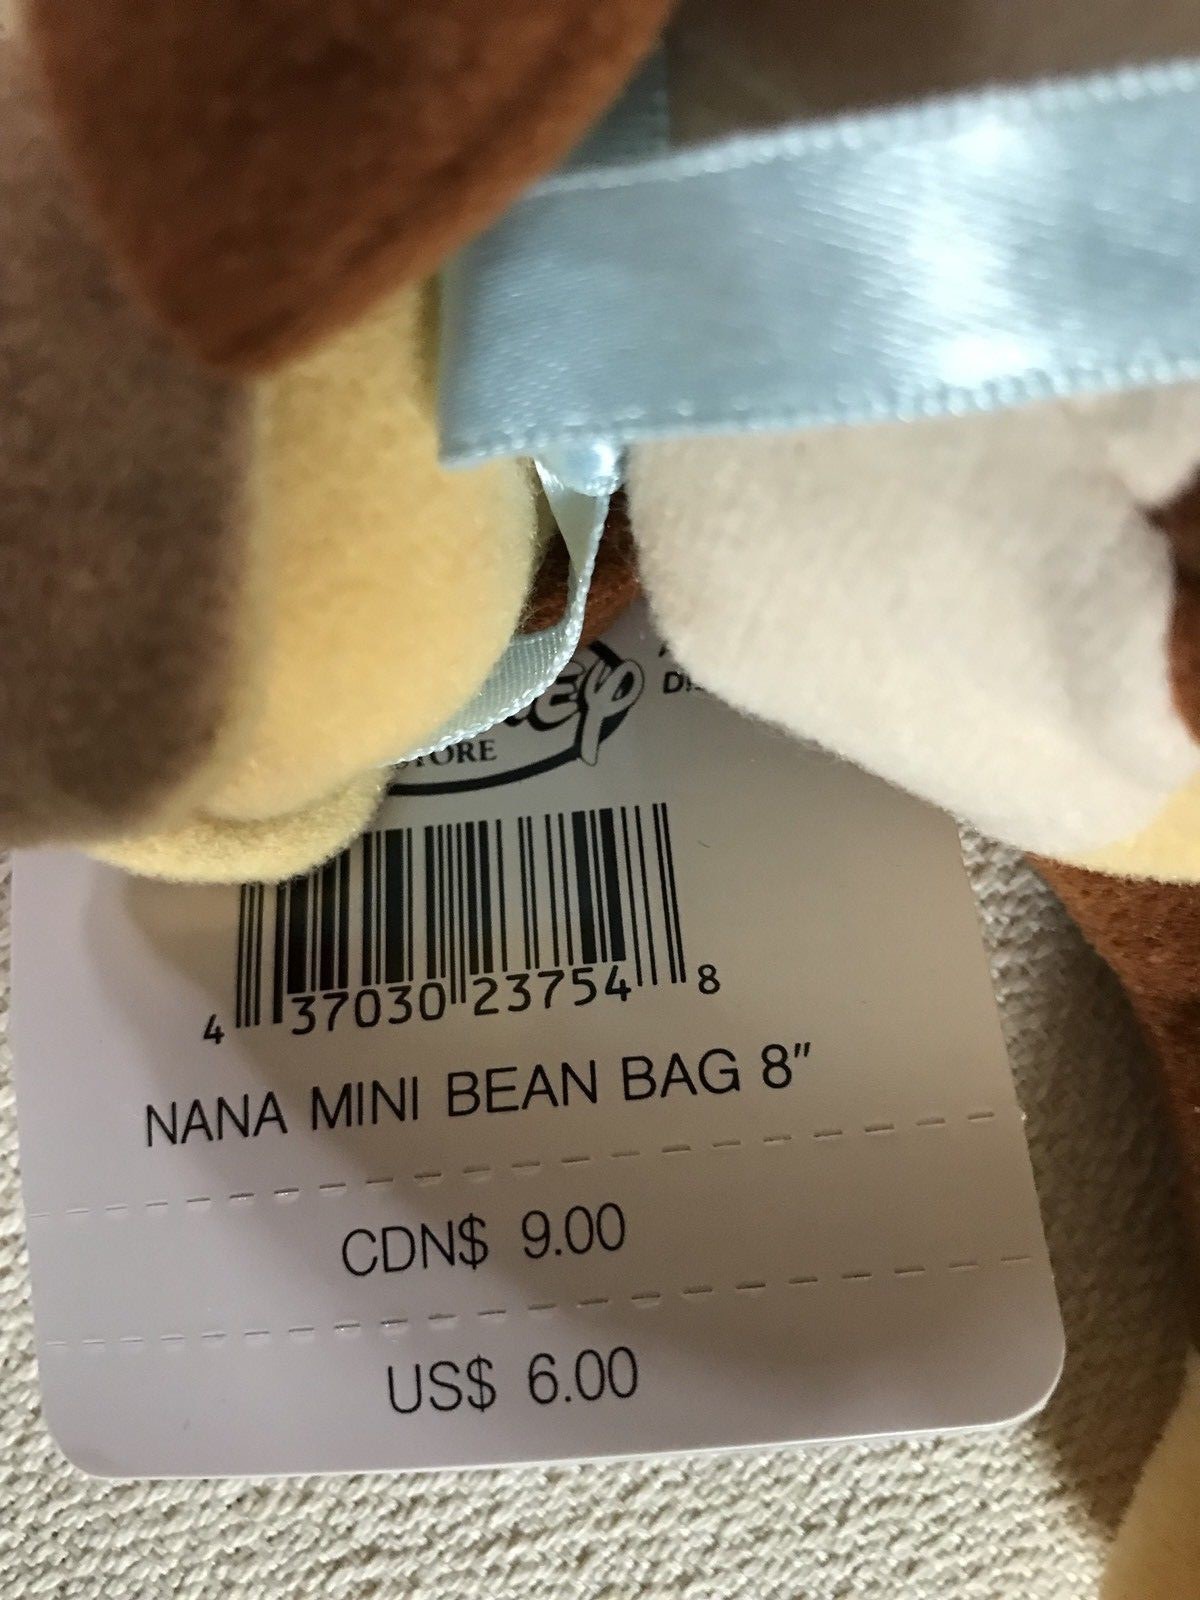 STORE
4 37030 23754 8
NANA MINI BEAN BAG 8"
CDN$ 9.00
US$ 6.00